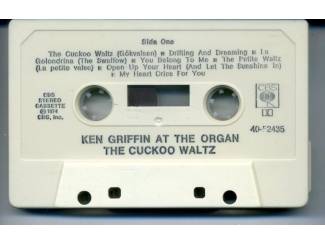 Side One
The Cuckoo Waltz (Gökvalsen) • Drifting And Dreaming • La
Golondrina (The Swallow) • You Belong To Me • The Petite Waltz
(La petite valse) • Open Up Your Heart (And Let The Sunshine In)
• My Heart Cries For You
CBS
STEREO
CASSETTE
℗ 1974
CBS, Inc.
CBS
40-52435
KEN GRIFFIN AT THE ORGAN
THE CUCKOO WALTZ